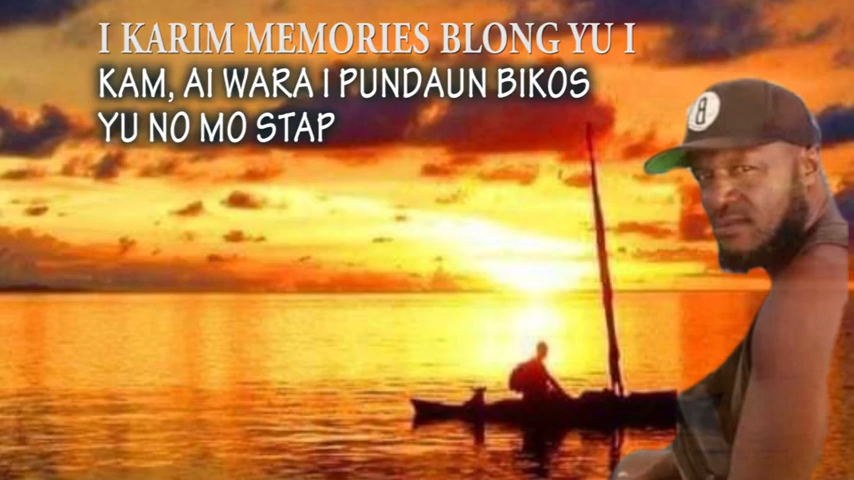 I KARIM MEMORIES BLONG YU I
KAM, AI WARA I PUNDAUN BIKOS
YU NO MO STAP